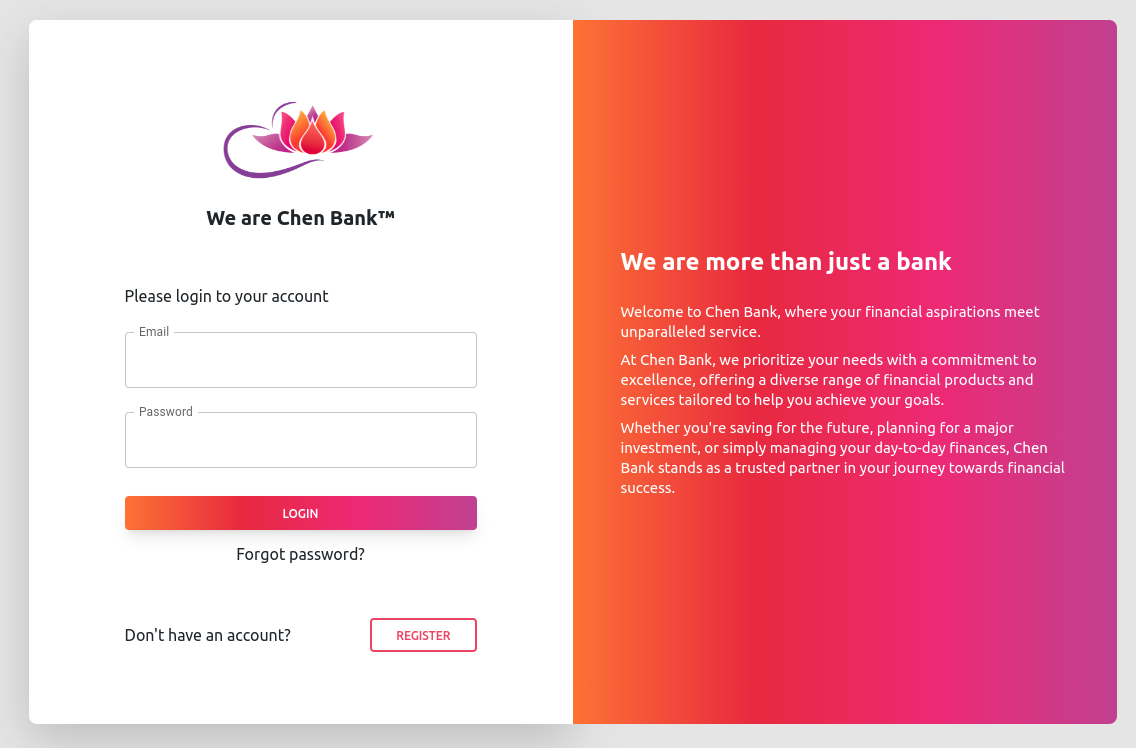 We are Chen Bank™
Please login to your account
Email
Password
LOGIN
Forgot password?
Don't have an account?
REGISTER
We are more than just a bank
Welcome to Chen Bank, where your financial aspirations meet
unparalleled service.
At Chen Bank, we prioritize your needs with a commitment to
excellence, offering a diverse range of financial products and
services tailored to help you achieve your goals.
Whether you're saving for the future, planning for a major
investment, or simply managing your day-to-day finances, Chen
Bank stands as a trusted partner in your journey towards financial
success.